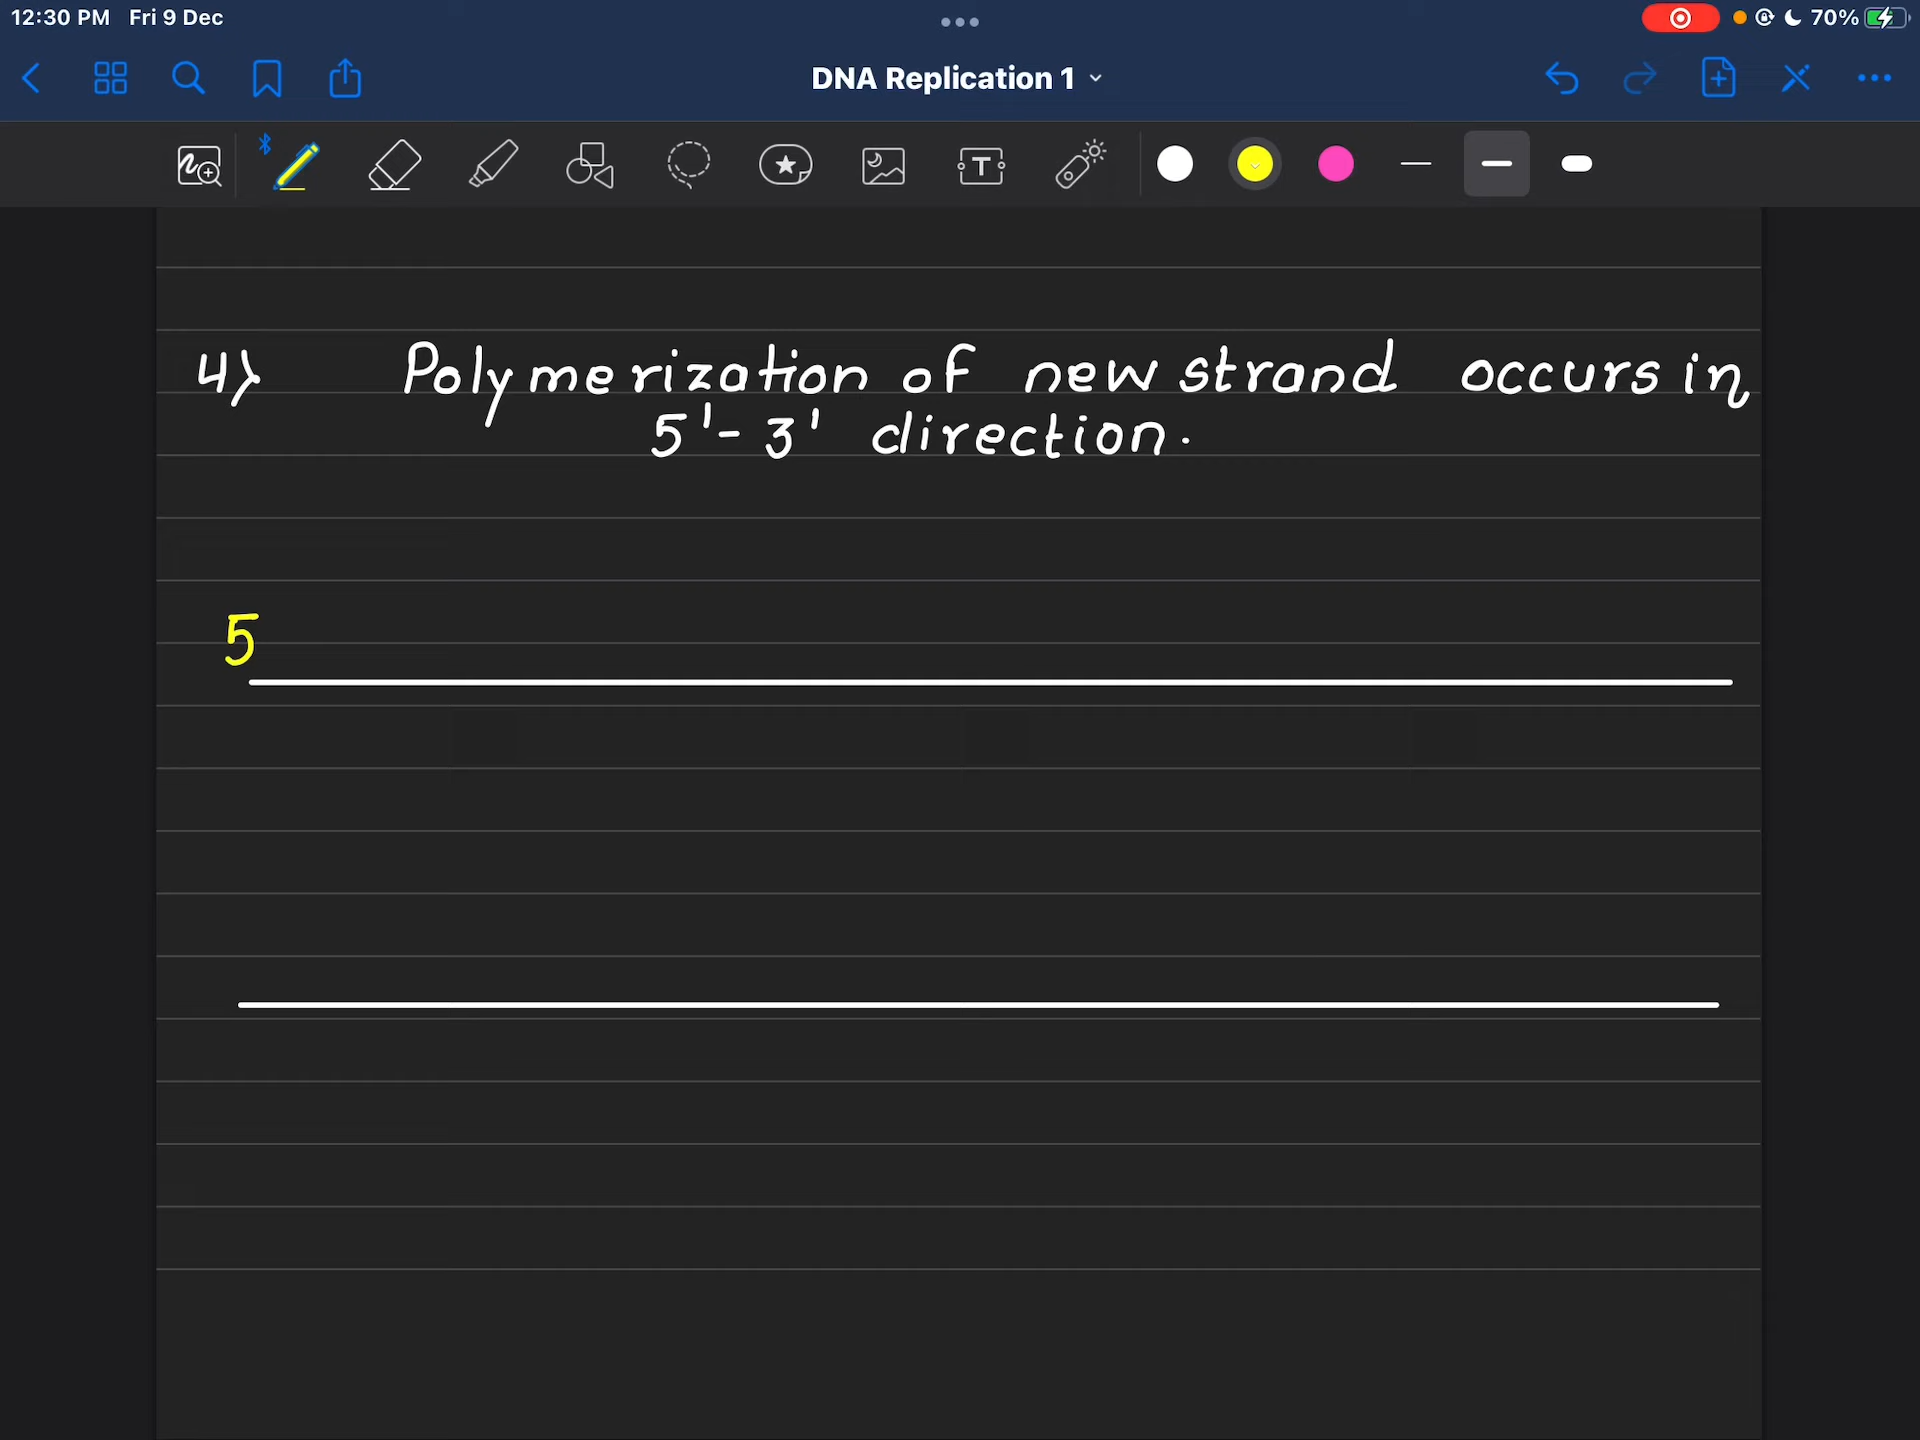 12:30 PM Fri 9 Dec
70%
DNA Replication 1
4) Polymerization of new strand occurs in
5'- 3' direction.
5